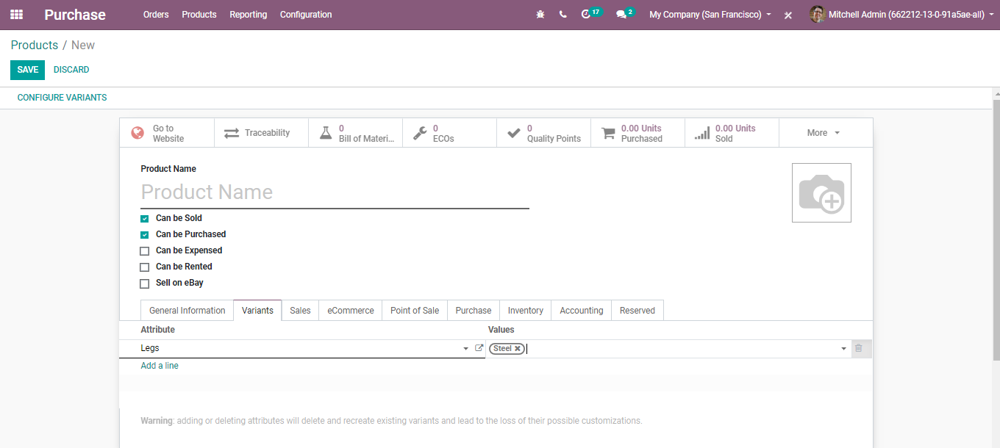 Purchase Orders Products Reporting Configuration 17 2 My Company (San Francisco) Mitchell Admin (662212-13-0-91a5ae-all)
Products / New
SAVE DISCARD
CONFIGURE VARIANTS
Go to
Website
Traceability
0
Bill of Materi...
0
ECOs
0
Quality Points
0.00 Units
Purchased
0.00 Units
Sold
More
Product Name
Product Name
Can be Sold
Can be Purchased
Can be Expensed
Can be Rented
Sell on eBay
General Information Variants Sales eCommerce Point of Sale Purchase Inventory Accounting Reserved
Attribute Values
Legs Steel
Add a line
Warning: adding or deleting attributes will delete and recreate existing variants and lead to the loss of their possible customizations.